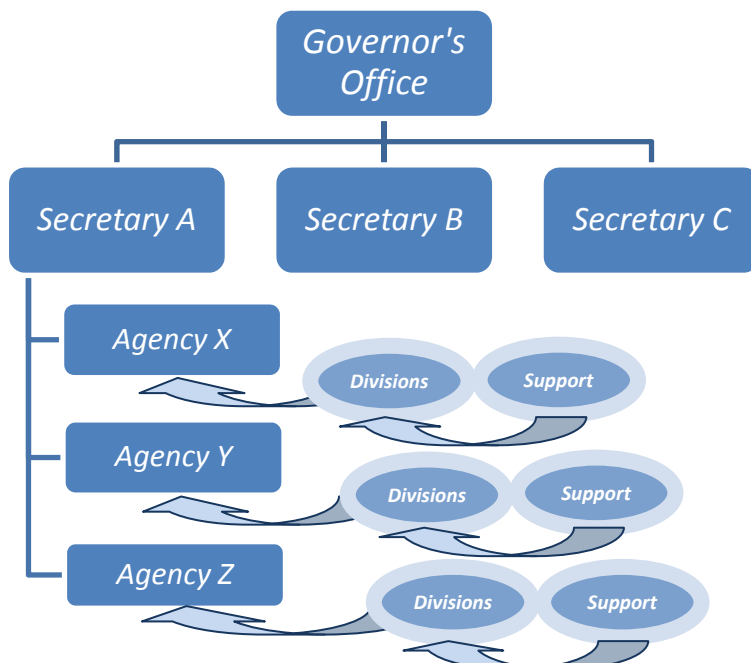 Governor's
Office
Secretary A
Secretary B
Secretary C
Agency X
Divisions
Support
Agency Y
Divisions
Support
Agency Z
Divisions
Support